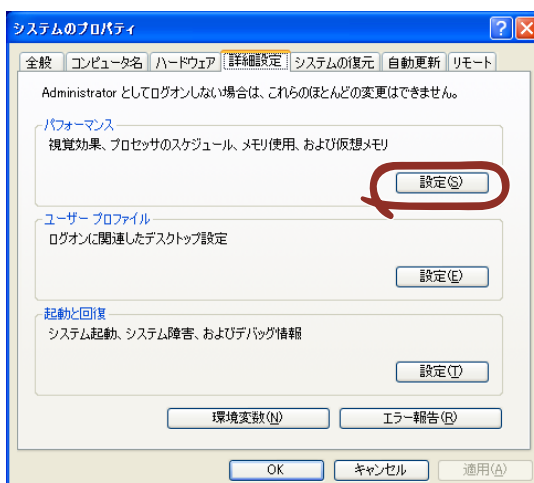 システムのプロパティ
全般 コンピュータ名 ハードウェア 詳細設定 システムの復元 自動更新 リモート
Administrator としてログオンしない場合は、これらのほとんどの変更はできません。
パフォーマンス
視覚効果、プロセッサのスケジュール、メモリ使用、および仮想メモリ
設定(S)
ユーザー プロファイル
ログオンに関連したデスクトップ設定
設定(E)
起動と回復
システム起動、システム障害、およびデバッグ情報
設定(T)
環境変数(N) エラー報告(R)
OK キャンセル 適用(A)